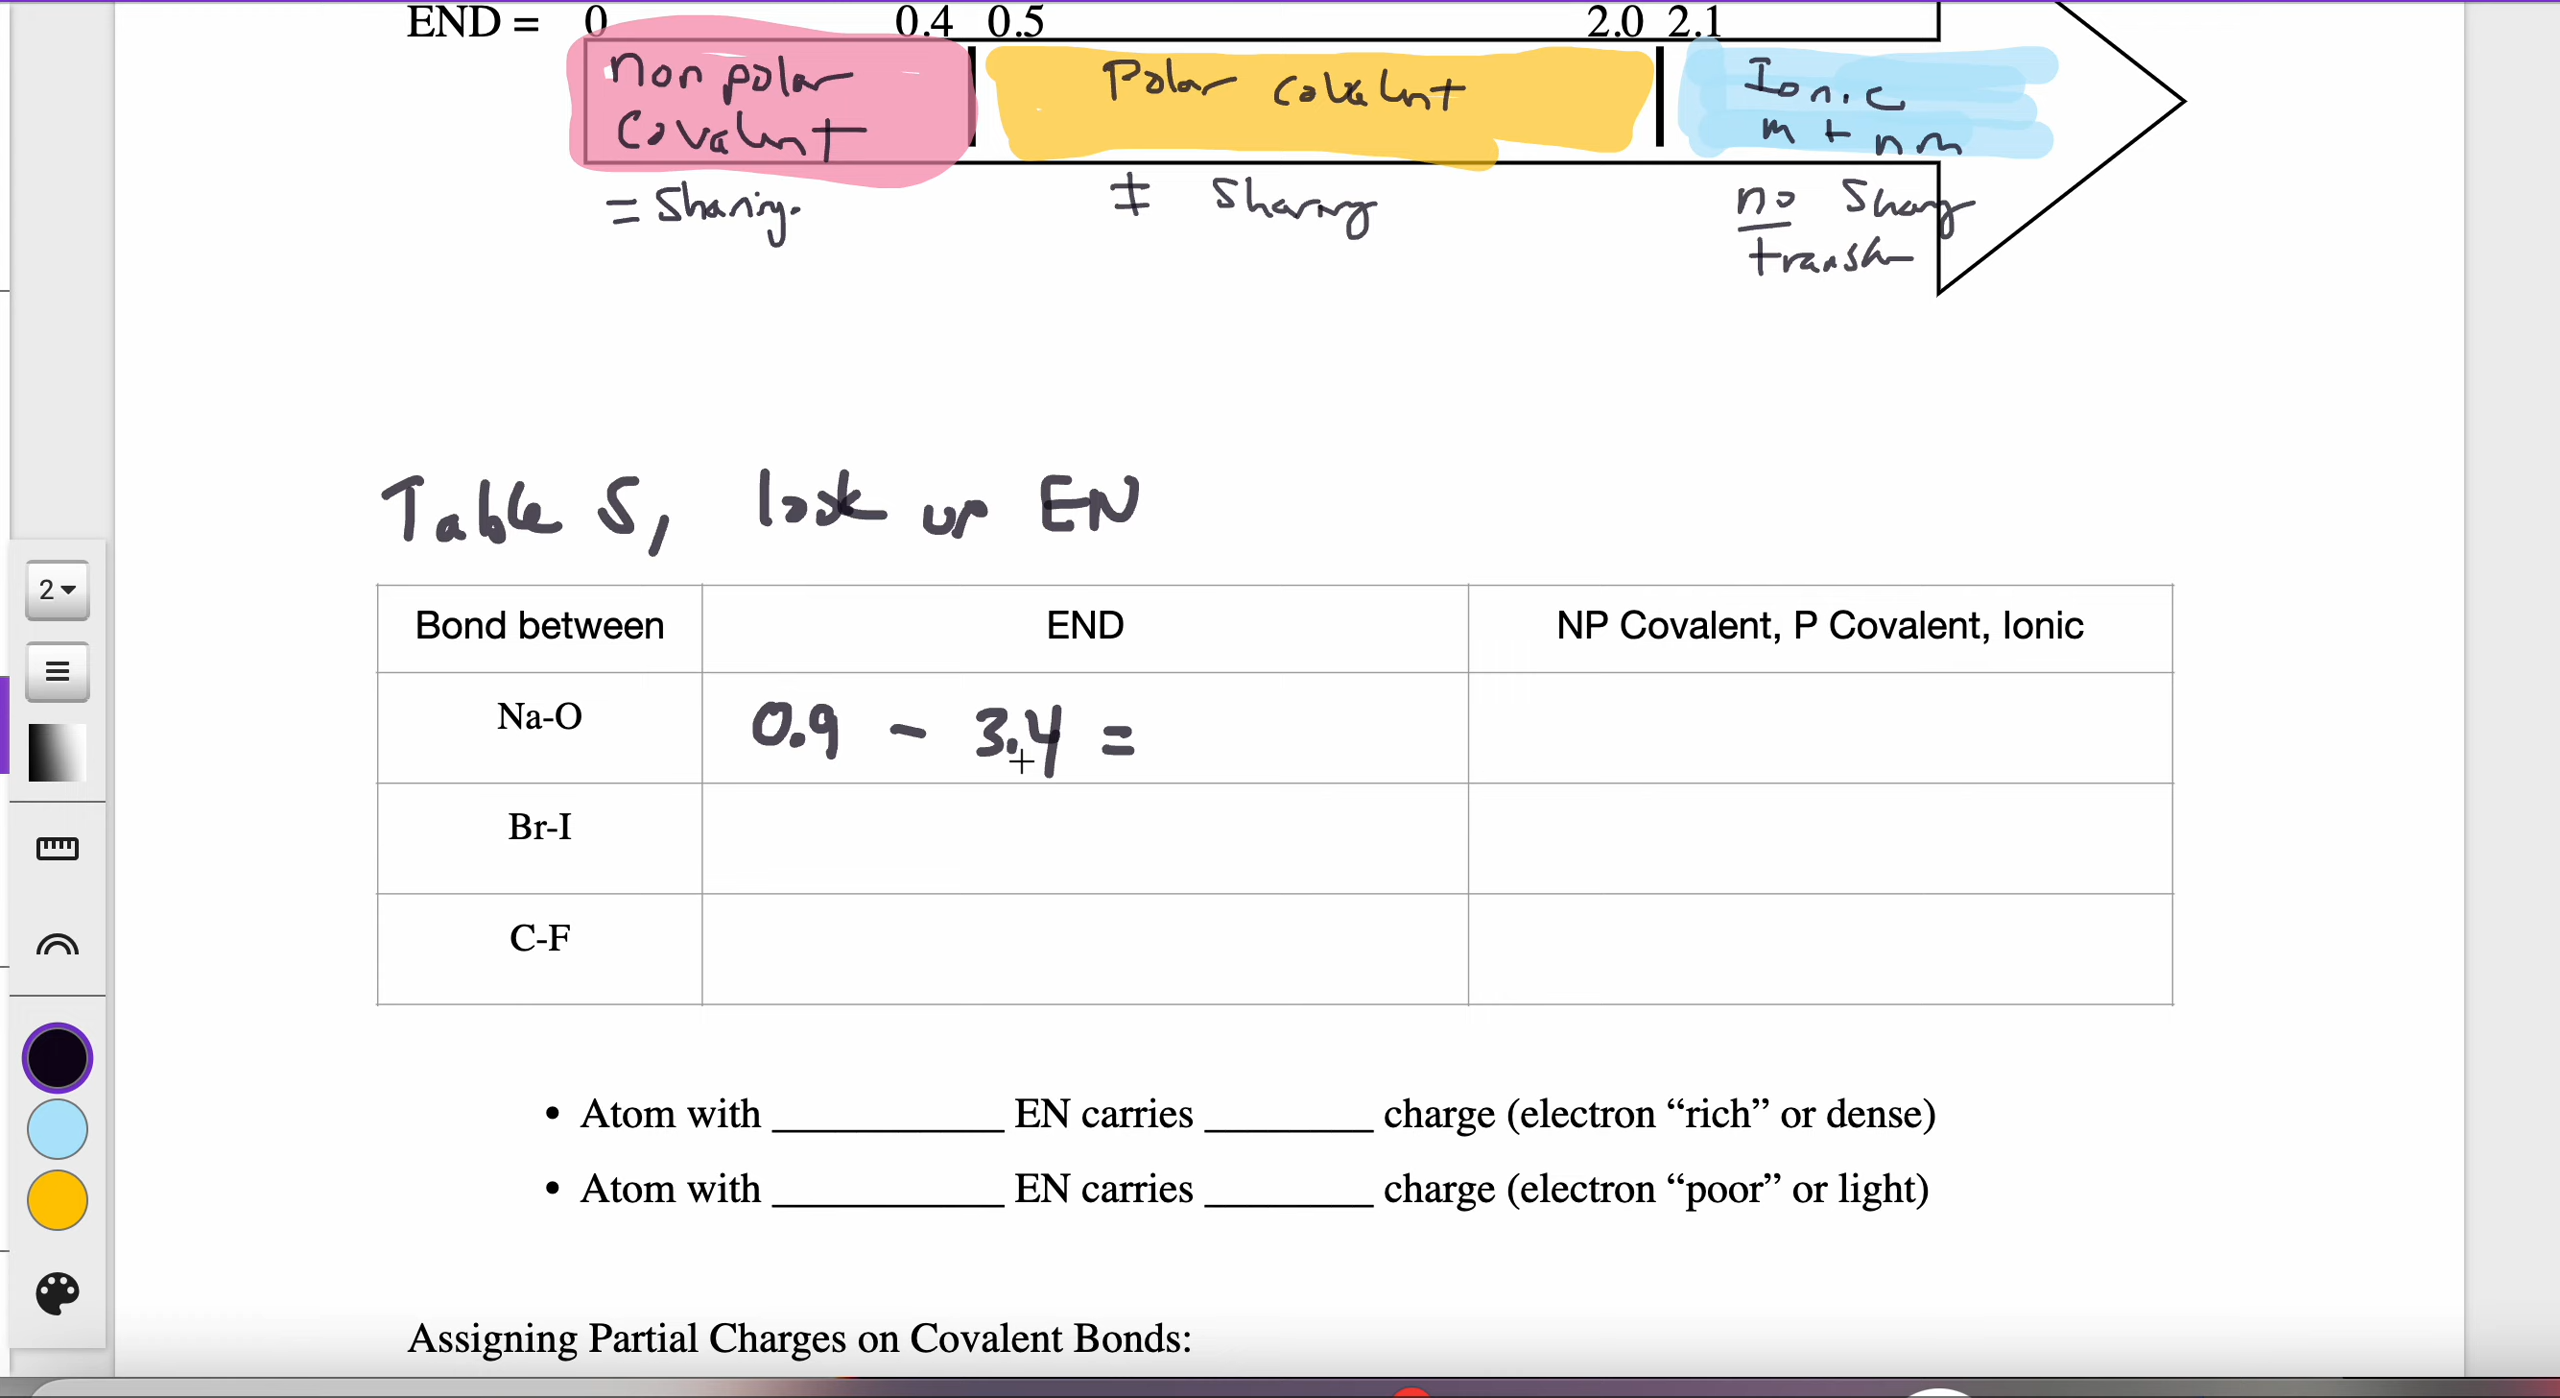 END = 0 0.4 0.5 2.0 2.1
non polar Polar covalent Ionic
Covalent m + nm
= Sharing. ≠ Sharing no Sharing
transfer
Table S, look up EN
Bond between END NP Covalent, P Covalent, Ionic
Na-O 0.9 - 3.4 =
Br-I
C-F
• Atom with ___________ EN carries ________ charge (electron “rich” or dense)
• Atom with ___________ EN carries ________ charge (electron “poor” or light)
Assigning Partial Charges on Covalent Bonds:
2